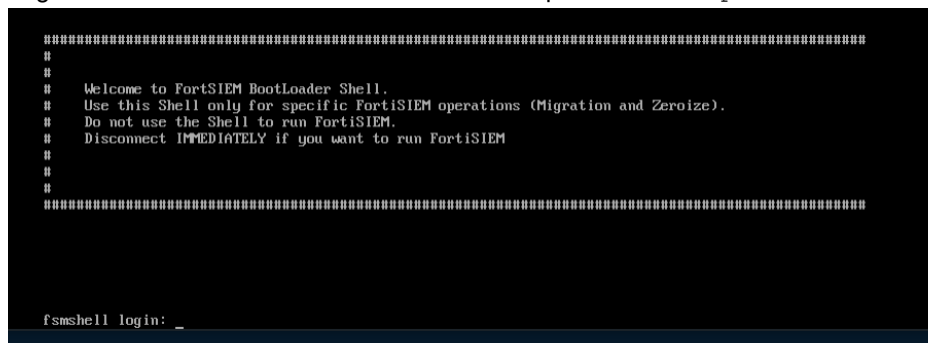 ####################################################################################################
#
#
# Welcome to FortSIEM BootLoader Shell.
# Use this Shell only for specific FortiSIEM operations (Migration and Zeroize).
# Do not use the Shell to run FortiSIEM.
# Disconnect IMMEDIATELY if you want to run FortiSIEM
#
#
#
####################################################################################################
fsmshell login: _